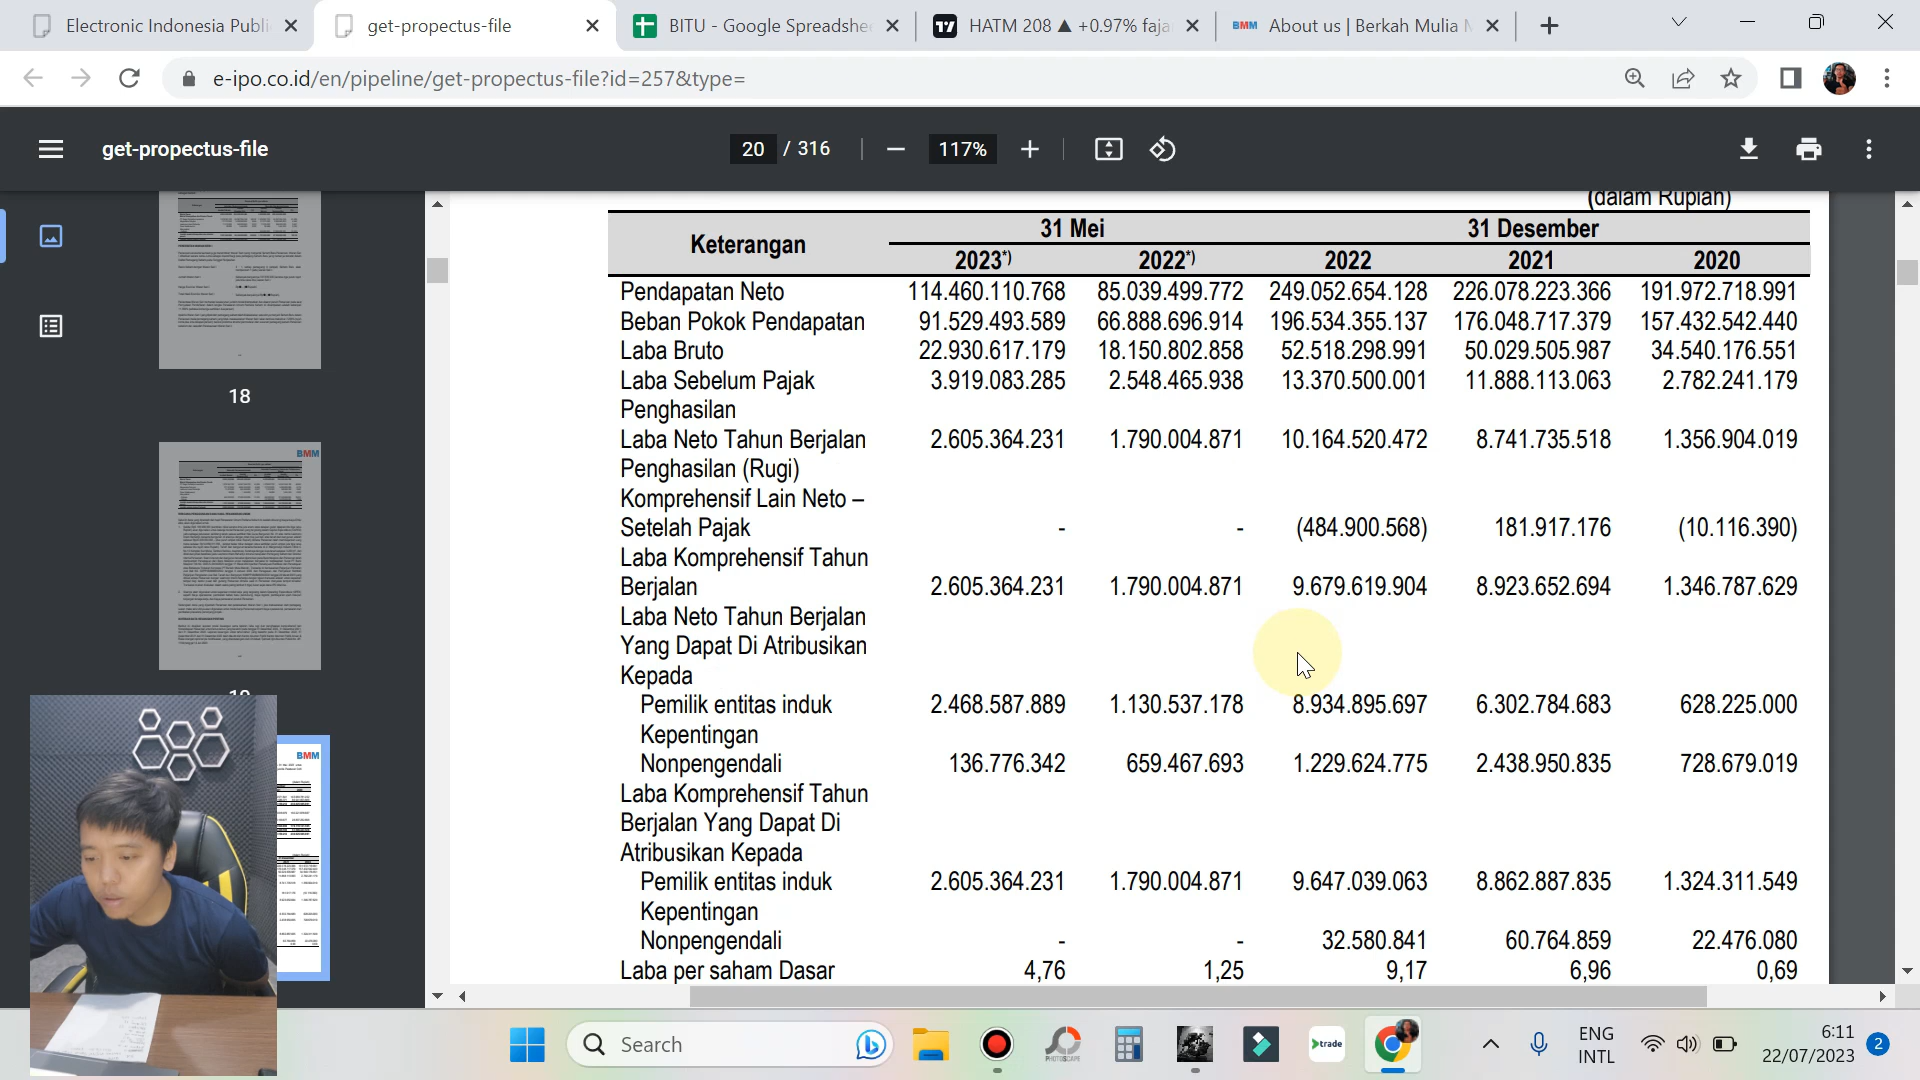 Electronic Indonesia Publi
get-propectus-file
BITU - Google Spreadshe
HATM 208 ▲ +0.97% faja
BMM About us | Berkah Mulia M
e-ipo.co.id/en/pipeline/get-propectus-file?id=257&type=
get-propectus-file
20 / 316
117%
18
BMM
BMM
(dalam Rupiah)
Keterangan 31 Mei 31 Desember
2023*) 2022*) 2022 2021 2020
Pendapatan Neto 114.460.110.768 85.039.499.772 249.052.654.128 226.078.223.366 191.972.718.991
Beban Pokok Pendapatan 91.529.493.589 66.888.696.914 196.534.355.137 176.048.717.379 157.432.542.440
Laba Bruto 22.930.617.179 18.150.802.858 52.518.298.991 50.029.505.987 34.540.176.551
Laba Sebelum Pajak 3.919.083.285 2.548.465.938 13.370.500.001 11.888.113.063 2.782.241.179
Penghasilan
Laba Neto Tahun Berjalan 2.605.364.231 1.790.004.871 10.164.520.472 8.741.735.518 1.356.904.019
Penghasilan (Rugi)
Komprehensif Lain Neto –
Setelah Pajak - - (484.900.568) 181.917.176 (10.116.390)
Laba Komprehensif Tahun
Berjalan 2.605.364.231 1.790.004.871 9.679.619.904 8.923.652.694 1.346.787.629
Laba Neto Tahun Berjalan
Yang Dapat Di Atribusikan
Kepada
Pemilik entitas induk 2.468.587.889 1.130.537.178 8.934.895.697 6.302.784.683 628.225.000
Kepentingan
Nonpengendali 136.776.342 659.467.693 1.229.624.775 2.438.950.835 728.679.019
Laba Komprehensif Tahun
Berjalan Yang Dapat Di
Atribusikan Kepada
Pemilik entitas induk 2.605.364.231 1.790.004.871 9.647.039.063 8.862.887.835 1.324.311.549
Kepentingan
Nonpengendali - - 32.580.841 60.764.859 22.476.080
Laba per saham Dasar 4,76 1,25 9,17 6,96 0,69
Search
PHOTOSCAPE
trade
ENG
INTL
6:11
22/07/2023
2